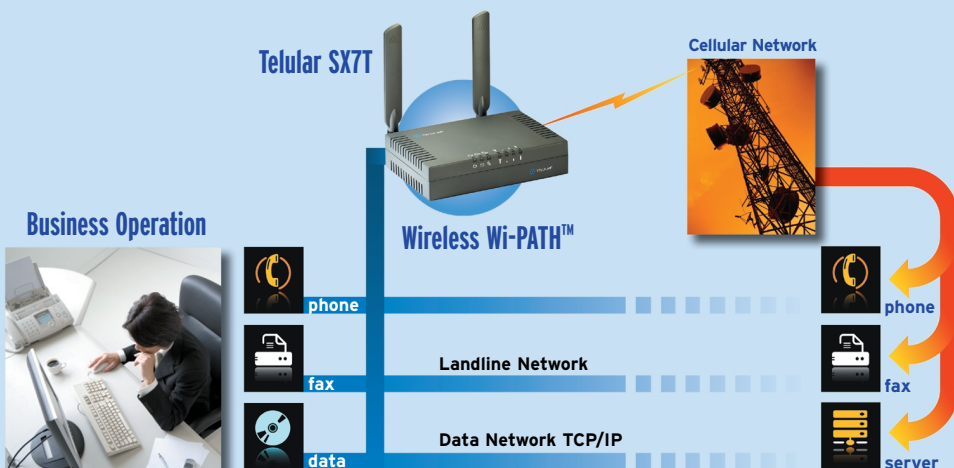 Telular SX7T
Cellular Network
Wireless Wi-PATH™
Business Operation
phone
phone
Landline Network
fax
fax
Data Network TCP/IP
data
server